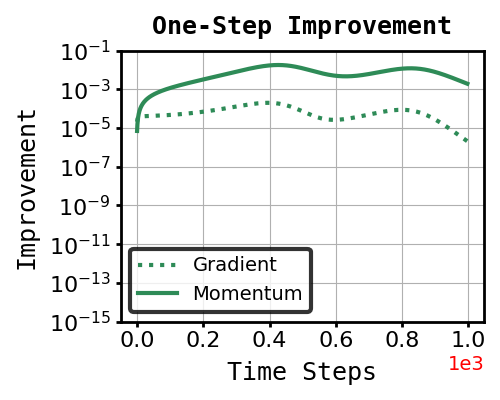 One-Step Improvement
Improvement
10⁻¹
10⁻³
10⁻⁵
10⁻⁷
10⁻⁹
10⁻¹¹
10⁻¹³
10⁻¹⁵
Gradient
Momentum
0.0 0.2 0.4 0.6 0.8 1.0
1e3
Time Steps